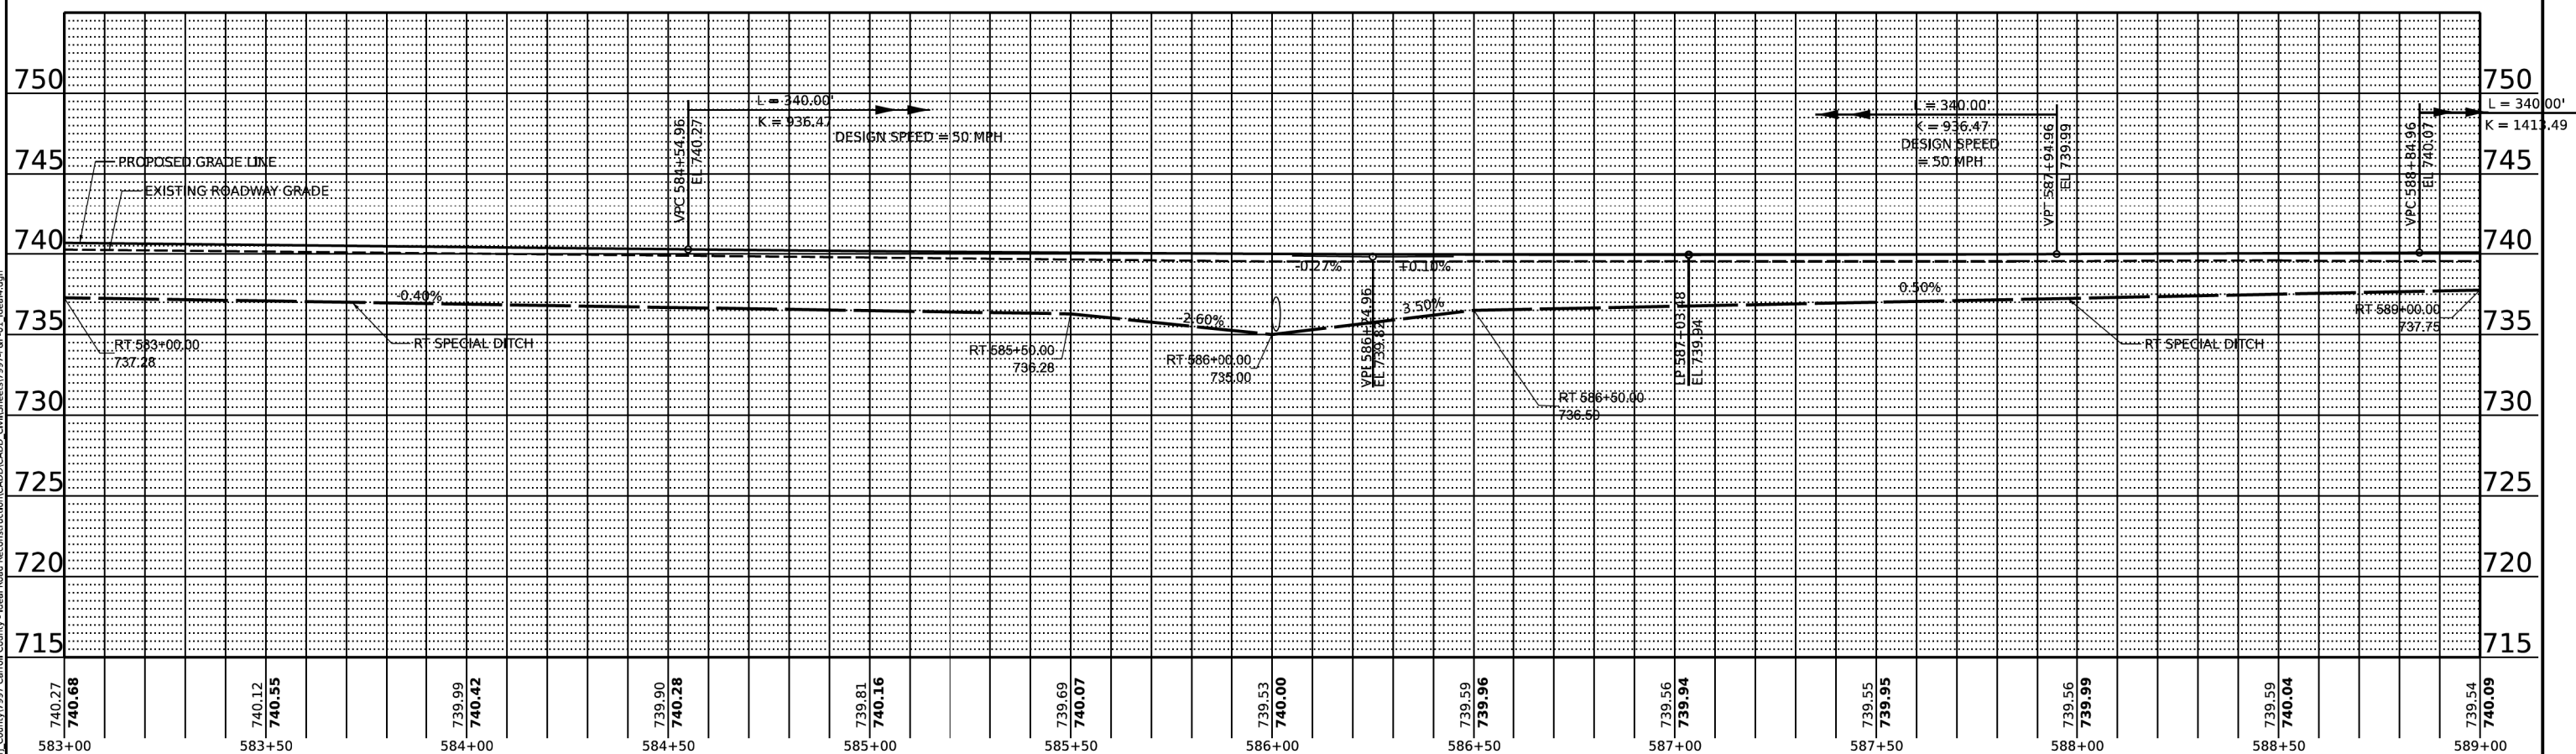 750
750
745
745
740
740
735
735
730
730
725
725
720
720
715
715
L = 340.00'
K = 936.47
DESIGN SPEED = 50 MPH
VPC 584+54.96
EL 740.27
L = 340.00'
K = 936.47
DESIGN SPEED
= 50 MPH
VPT 587+94.96
EL 739.99
VPC 588+84.96
EL 740.07
L = 340.00'
K = 1413.49
PROPOSED GRADE LINE
EXISTING ROADWAY GRADE
-0.27%
+0.10%
-0.40%
-2.60%
3.50%
0.50%
RT 583+00.00
737.28
RT SPECIAL DITCH
RT 585+50.00
736.28
RT 586+00.00
735.00
VPI 586+24.96
EL 739.82
RT 586+50.00
736.50
LP 587+03.48
EL 739.94
RT SPECIAL DITCH
RT 589+00.00
737.75
740.27
740.68
740.12
740.55
739.99
740.42
739.90
740.28
739.81
740.16
739.69
740.07
739.53
740.00
739.59
739.96
739.56
739.94
739.55
739.95
739.56
739.99
739.59
740.04
739.54
740.09
583+00
583+50
584+00
584+50
585+00
585+50
586+00
586+50
587+00
587+50
588+00
588+50
589+00